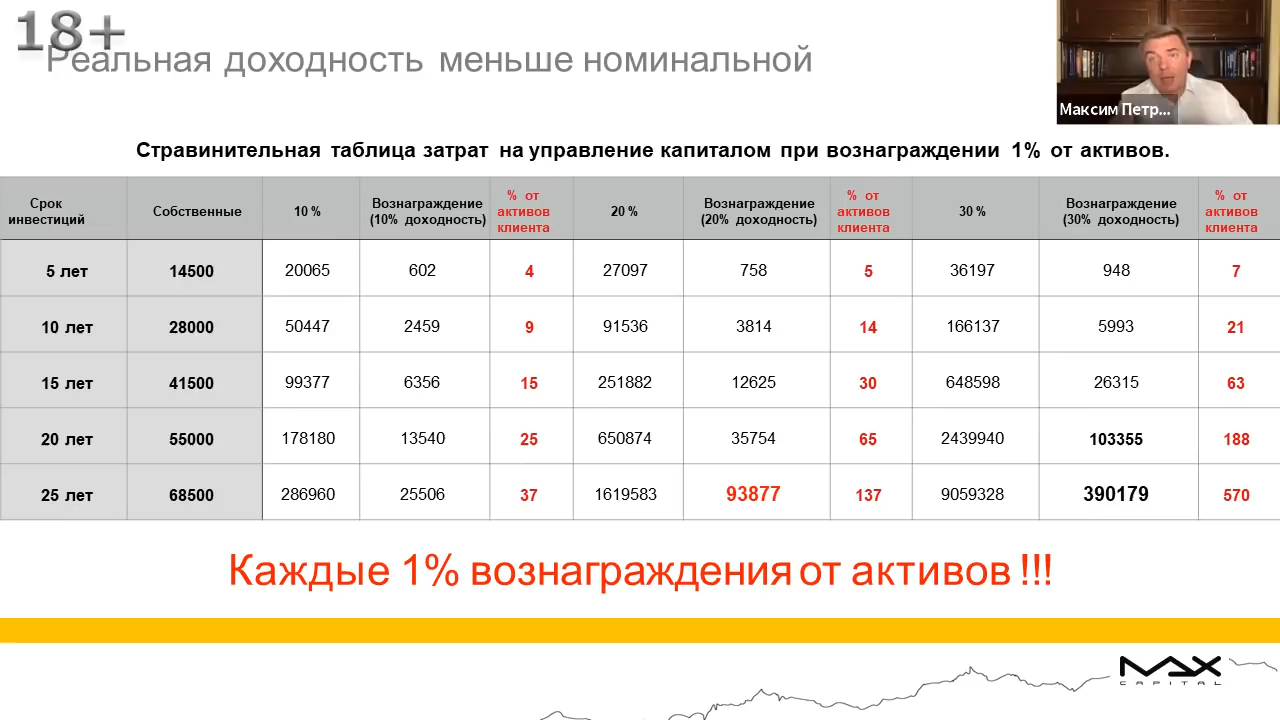 18+
Реальная доходность меньше номинальной
Максим Петр...
Стравинительная таблица затрат на управление капиталом при вознаграждении 1% от активов.
Срок инвестиций Собственные 10 % Вознаграждение (10% доходность) % от активов клиента 20 % Вознаграждение (20% доходность) % от активов клиента 30 % Вознаграждение (30% доходность) % от активов клиента
5 лет 14500 20065 602 4 27097 758 5 36197 948 7
10 лет 28000 50447 2459 9 91536 3814 14 166137 5993 21
15 лет 41500 99377 6356 15 251882 12625 30 648598 26315 63
20 лет 55000 178180 13540 25 650874 35754 65 2439940 103355 188
25 лет 68500 286960 25506 37 1619583 93877 137 9059328 390179 570
Каждые 1% вознаграждения от активов !!!
MAX
CAPITAL